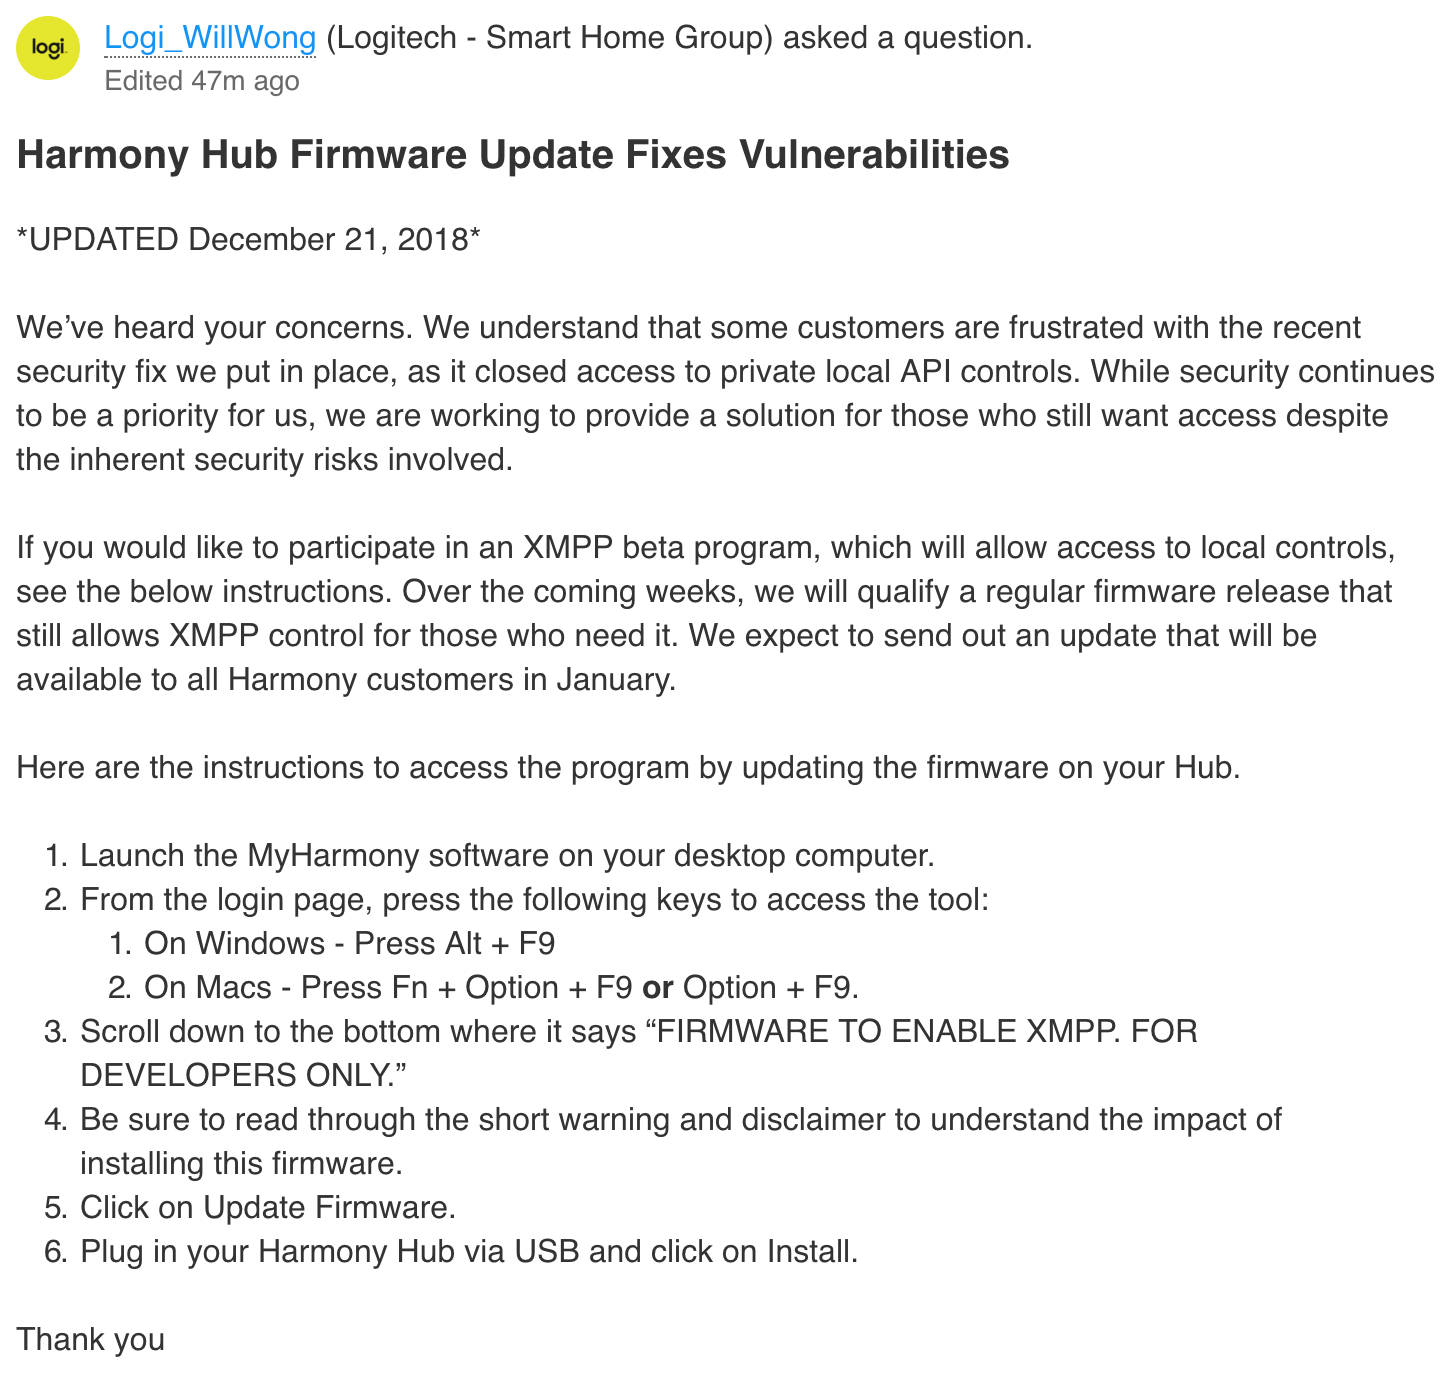 logi
Logi_WillWong (Logitech - Smart Home Group) asked a question.
Edited 47m ago
Harmony Hub Firmware Update Fixes Vulnerabilities
*UPDATED December 21, 2018*
We’ve heard your concerns. We understand that some customers are frustrated with the recent
security fix we put in place, as it closed access to private local API controls. While security continues
to be a priority for us, we are working to provide a solution for those who still want access despite
the inherent security risks involved.
If you would like to participate in an XMPP beta program, which will allow access to local controls,
see the below instructions. Over the coming weeks, we will qualify a regular firmware release that
still allows XMPP control for those who need it. We expect to send out an update that will be
available to all Harmony customers in January.
Here are the instructions to access the program by updating the firmware on your Hub.
1. Launch the MyHarmony software on your desktop computer.
2. From the login page, press the following keys to access the tool:
1. On Windows - Press Alt + F9
2. On Macs - Press Fn + Option + F9 or Option + F9.
3. Scroll down to the bottom where it says “FIRMWARE TO ENABLE XMPP. FOR
DEVELOPERS ONLY.”
4. Be sure to read through the short warning and disclaimer to understand the impact of
installing this firmware.
5. Click on Update Firmware.
6. Plug in your Harmony Hub via USB and click on Install.
Thank you